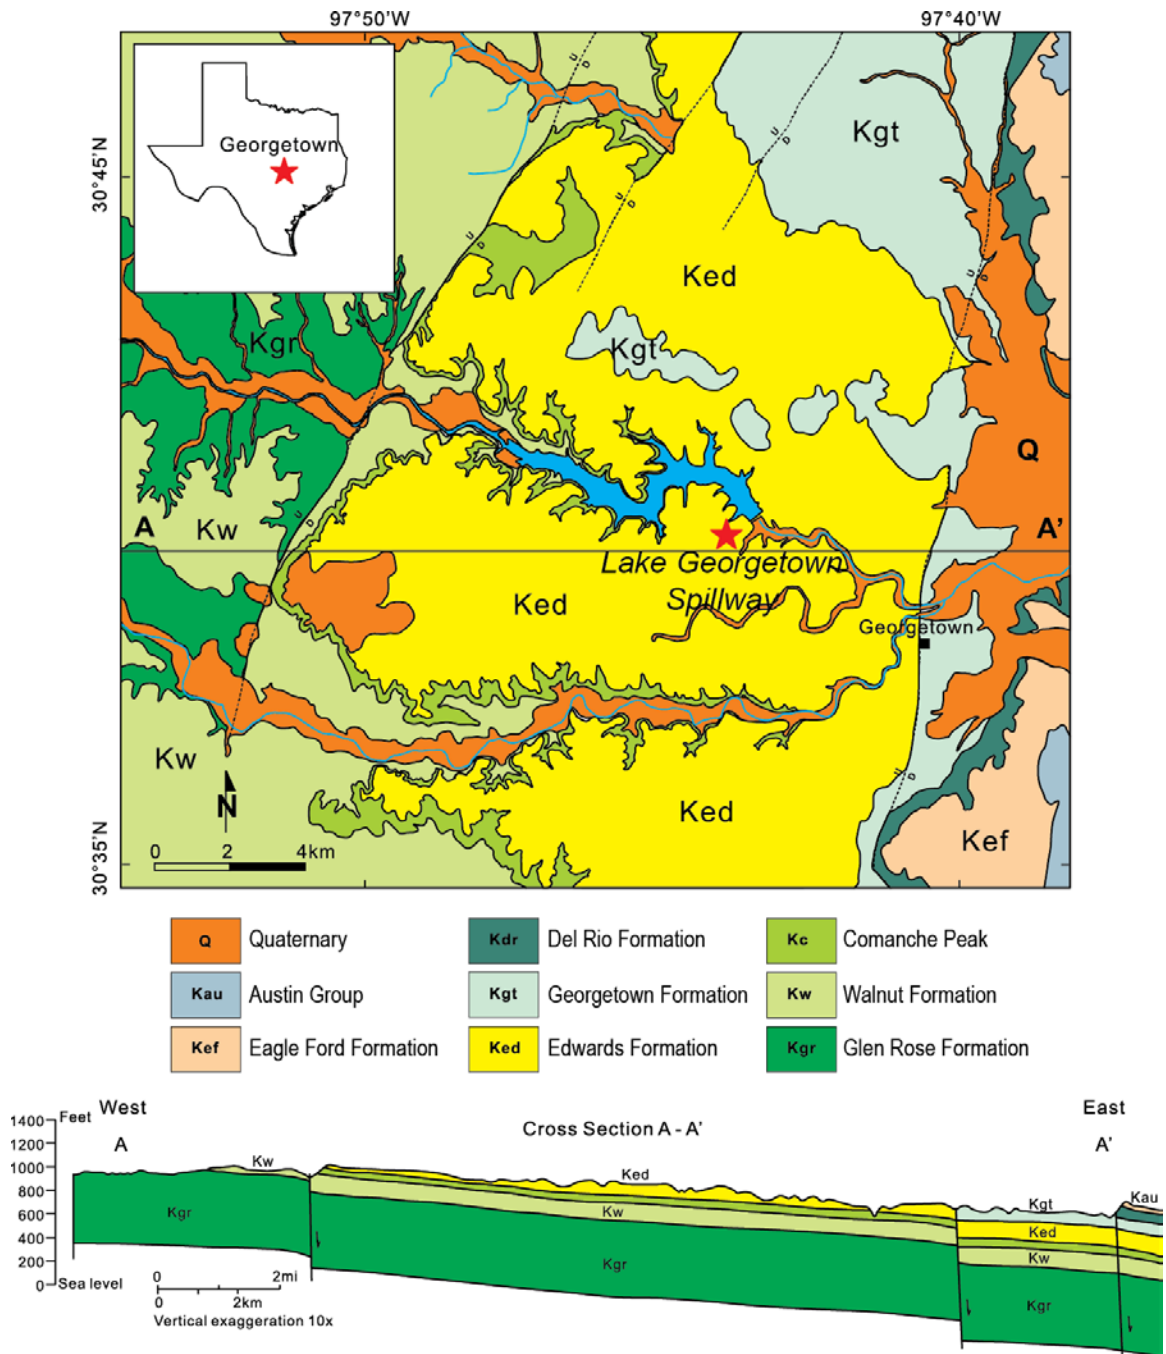 97°50'W
97°40'W
30°45'N
30°35'N
Georgetown
U
D
U
D
U
D
U
D
U
D
U
D
U
D
Kgt
Ked
Kgt
Kgr
Q
A
Kw
A'
Lake Georgetown
Spillway
Ked
Georgetown
Kw
N
Ked
Kef
0 2 4km
Q Quaternary
Kdr Del Rio Formation
Kc Comanche Peak
Kau Austin Group
Kgt Georgetown Formation
Kw Walnut Formation
Kef Eagle Ford Formation
Ked Edwards Formation
Kgr Glen Rose Formation
West
East
A
Cross Section A - A'
A'
Feet
1400
1200
1000
800
600
400
200
0 Sea level
Kw
Ked
Kgt
Kau
Kgr
Kw
Ked
Kw
Kgr
Kgr
0 2mi
0 2km
Vertical exaggeration 10x